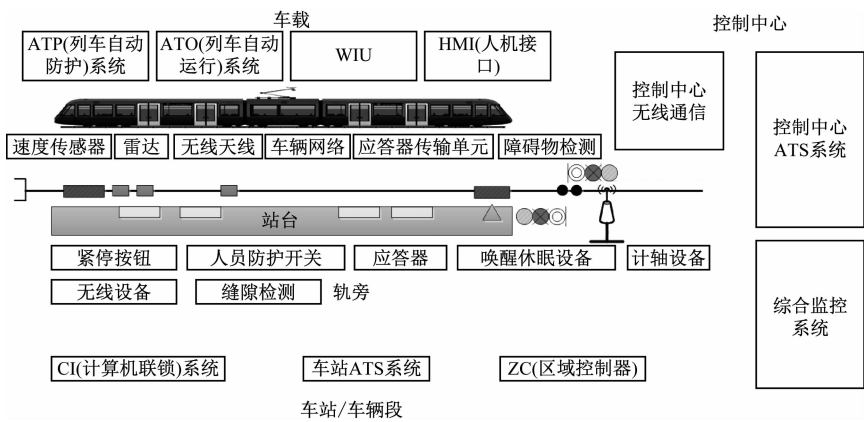 车载
控制中心
ATP(列车自动
防护)系统
ATO(列车自动
运行)系统
WIU
HMI(人机接
口)
控制中心
无线通信
控制中心
ATS系统
速度传感器
雷达
无线天线
车辆网络
应答器传输单元
障碍物检测
站台
紧停按钮
人员防护开关
应答器
唤醒休眠设备
计轴设备
无线设备
缝隙检测
轨旁
综合监控
系统
CI(计算机联锁)系统
车站ATS系统
ZC(区域控制器)
车站/车辆段